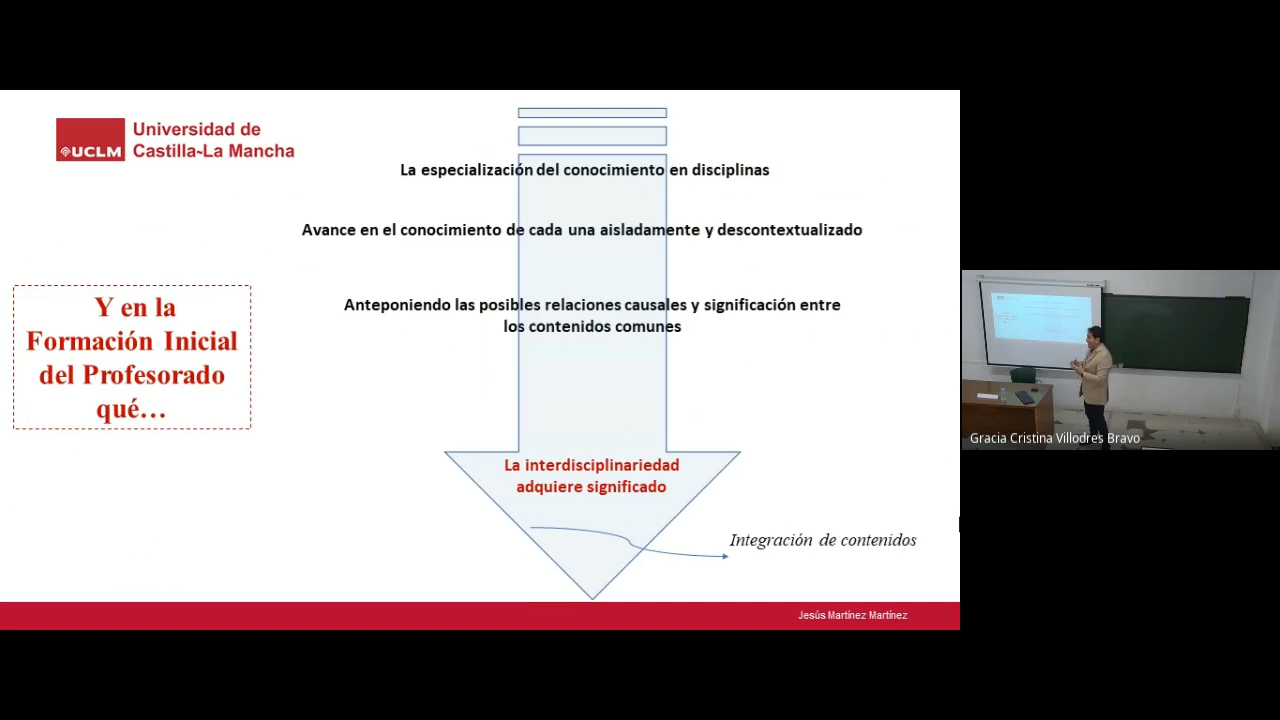 UCLM
Universidad de
Castilla-La Mancha
La especialización del conocimiento en disciplinas
Avance en el conocimiento de cada una aisladamente y descontextualizado
Anteponiendo las posibles relaciones causales y significación entre
los contenidos comunes
Y en la
Formación Inicial
del Profesorado
qué…
La interdisciplinariedad
adquiere significado
Integración de contenidos
Jesús Martínez Martínez
Gracia Cristina Villodres Bravo